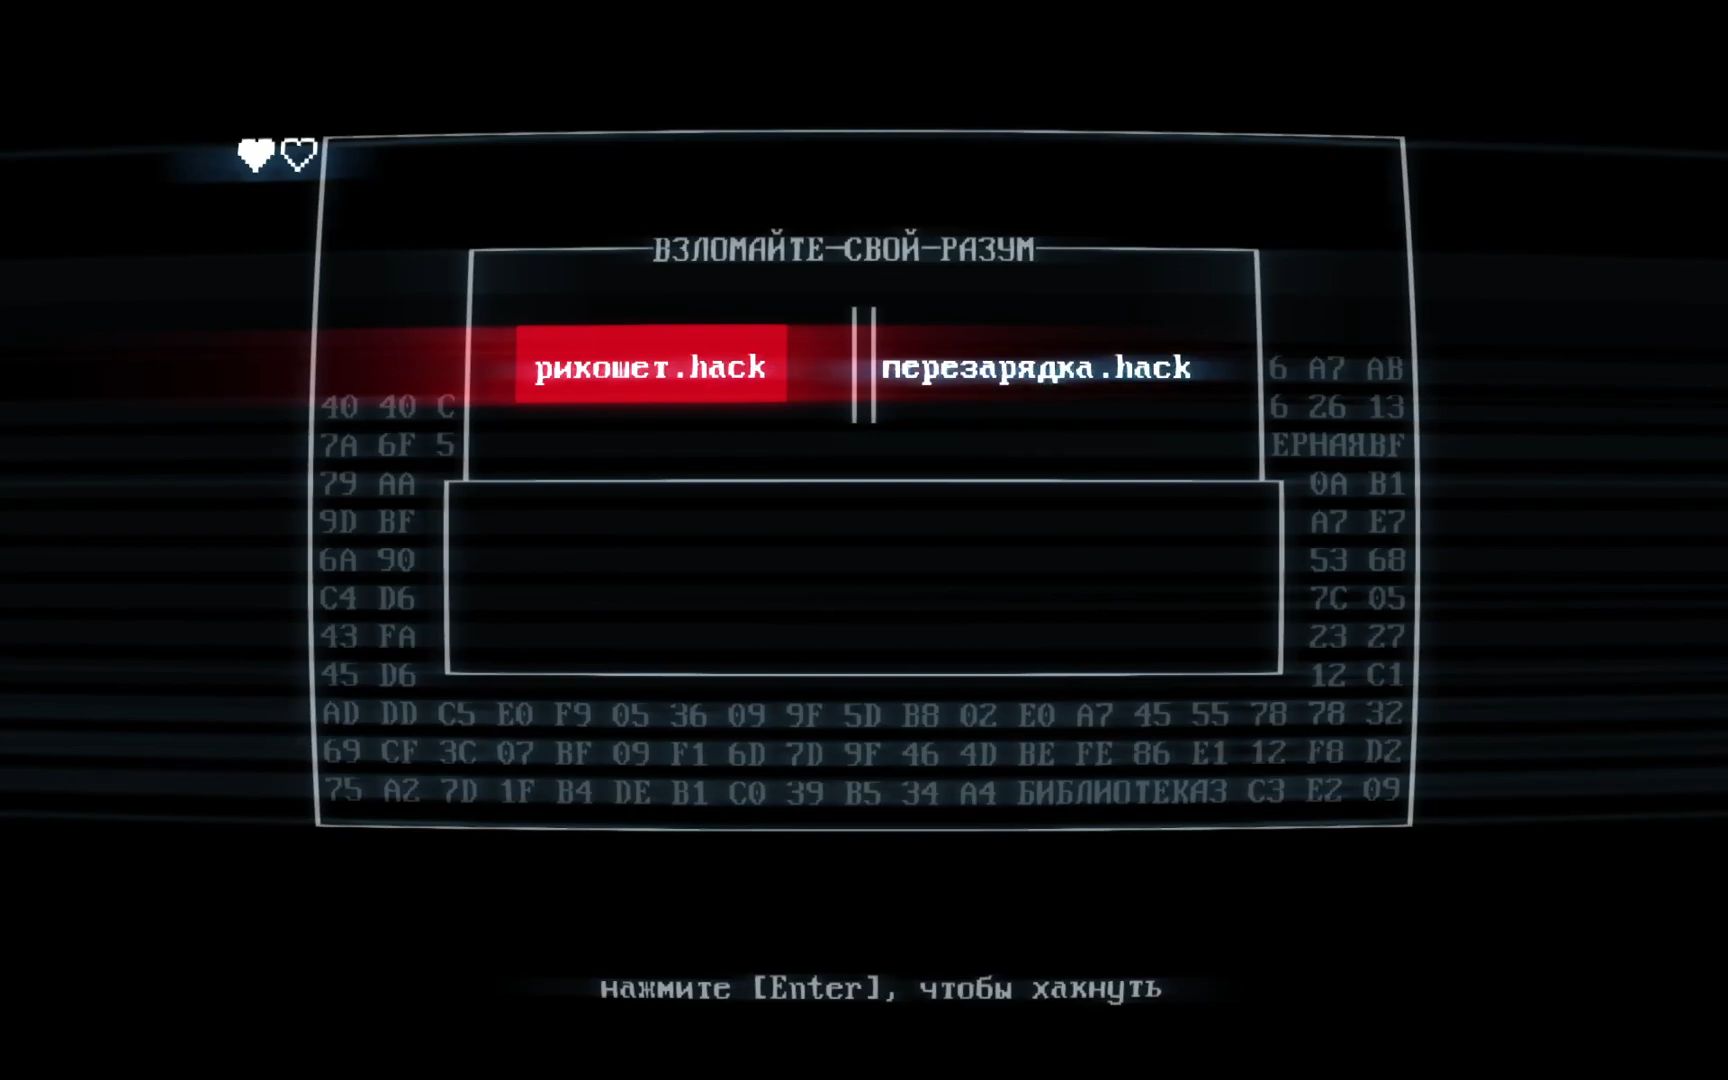 ВЗЛОМАЙТЕ-СВОЙ-РАЗУМ
рикошет.hack перезарядка.hack
6 A7 AB
40 40 C 6 26 13
7A 6F 5 ЕРНАЯBF
79 AA 0A B1
9D BF A7 E7
6A 90 53 68
C4 D6 7C 05
43 FA 23 27
45 D6 12 C1
AD DD C5 E0 F9 05 36 09 9F 5D B8 02 E0 A7 45 55 78 78 32
69 CF 3C 07 BF 09 F1 6D 7D 9F 46 4D BE FE 86 E1 12 F8 D2
75 A2 7D 1F B4 DE B1 C0 39 B5 34 A4 БИБЛИОТЕКАЗ C3 E2 09
нажмите [Enter], чтобы хакнуть